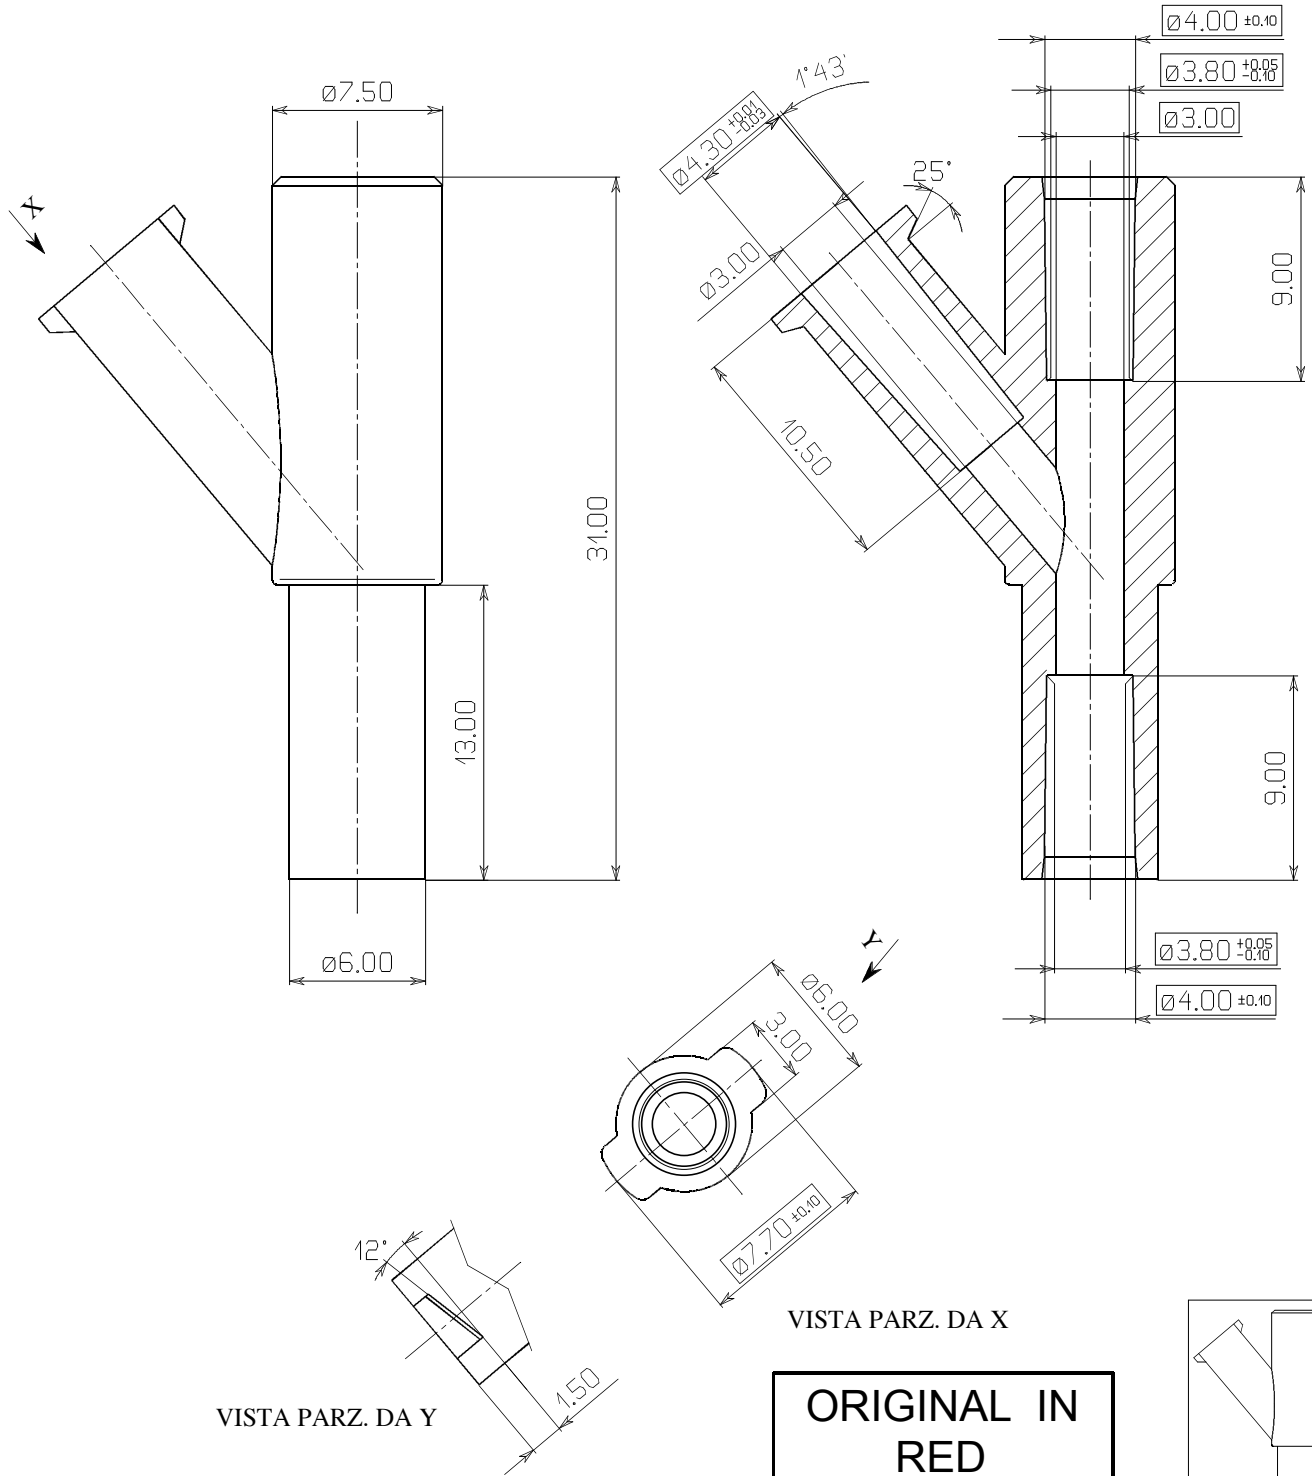 ø4.00 ±0.10
ø3.80 +0.05 -0.10
ø3.00
ø7.50
1°43'
ø4.30 +0.01 -0.03
25°
X
ø3.00
9.00
10.50
31.00
13.00
9.00
ø6.00
Y
ø3.80 +0.05 -0.10
ø4.00 ±0.10
ø6.00
3.00
ø7.70 ±0.10
12°
1.50
VISTA PARZ. DA X
VISTA PARZ. DA Y
ORIGINAL IN
RED